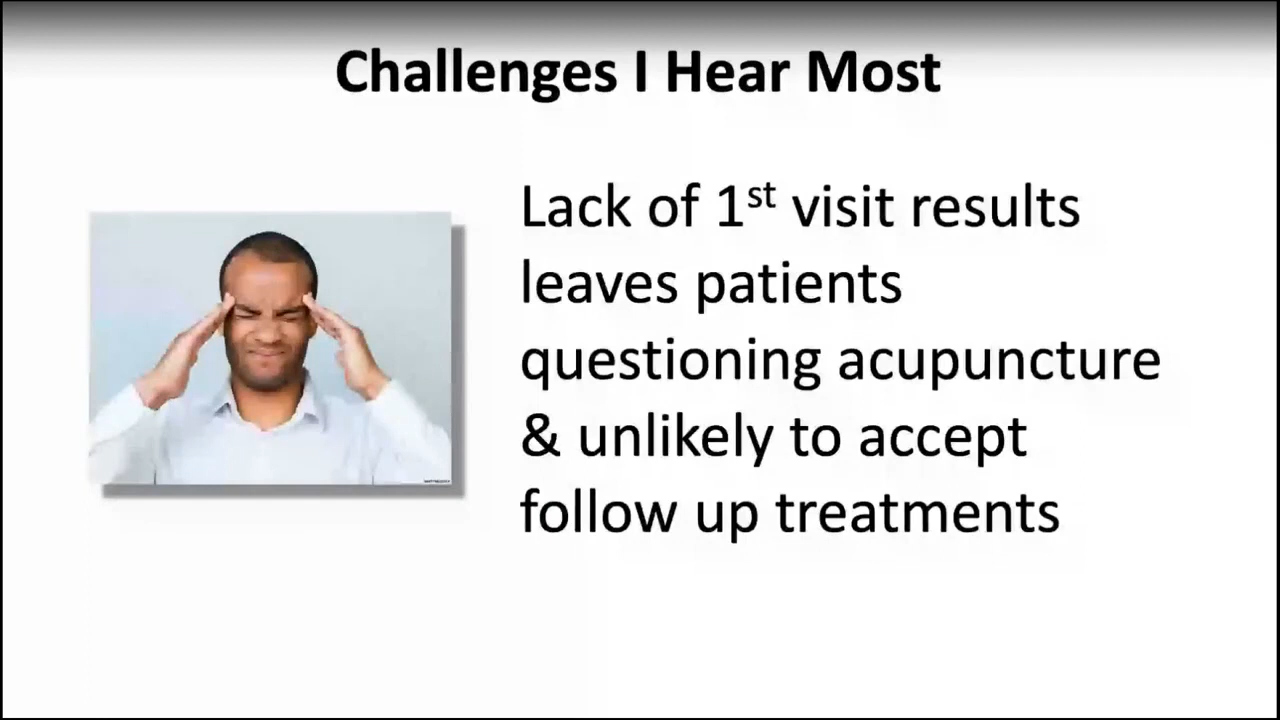 Challenges I Hear Most
Lack of 1st visit results
leaves patients
questioning acupuncture
& unlikely to accept
follow up treatments